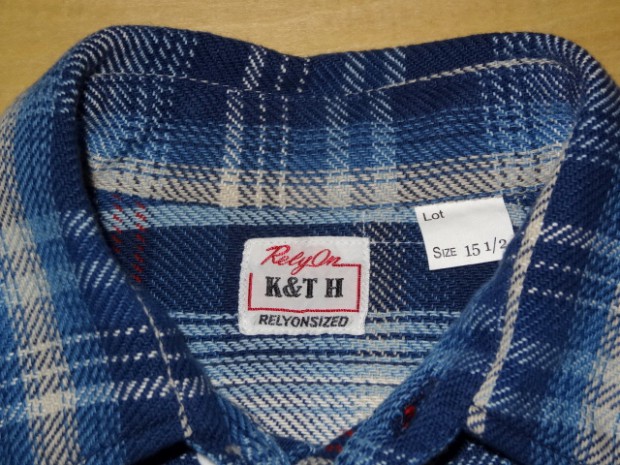 Lot
SIZE 15 1/2
RelyOn
K&T H
RELYONSIZED